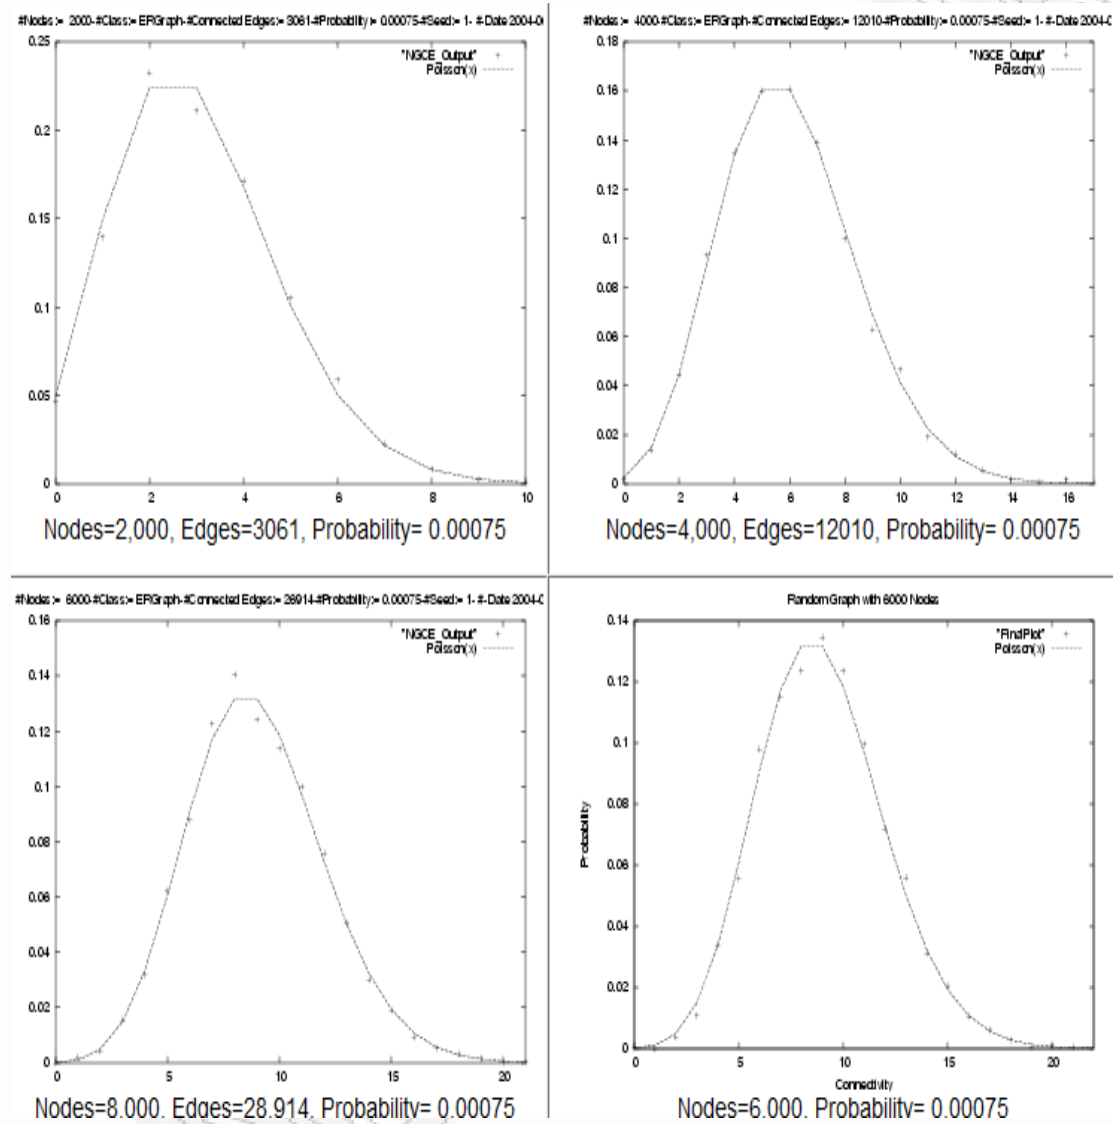 #Nodes:= 2000-#Class:= ERGraph-#Connected Edges:= 3061-#Probability:= 0.00075-#Seed:= 1- #-Date 2004-0
"NGCE_Output"
Poisson(x)
0.25
0.2
0.15
0.1
0.05
0
0 2 4 6 8 10
Nodes=2,000, Edges=3061, Probability= 0.00075
#Nodes:= 4000-#Class:= ERGraph-#Connected Edges:= 12010-#Probability:= 0.00075-#Seed:= 1- #-Date 2004-0
"NGCE_Output"
Poisson(x)
0.18
0.16
0.14
0.12
0.1
0.08
0.06
0.04
0.02
0
0 2 4 6 8 10 12 14 16
Nodes=4,000, Edges=12010, Probability= 0.00075
#Nodes:= 6000-#Class:= ERGraph-#Connected Edges:= 26914-#Probability:= 0.00075-#Seed:= 1- #-Date 2004-0
"NGCE_Output"
Poisson(x)
0.16
0.14
0.12
0.1
0.08
0.06
0.04
0.02
0
0 5 10 15 20
Nodes=8,000, Edges=28,914, Probability= 0.00075
Random Graph with 6000 Nodes
"FinalPlot"
Poisson(x)
0.14
0.12
0.1
0.08
0.06
0.04
0.02
0
Probability
0 5 10 15 20
Connectivity
Nodes=6,000, Probability= 0.00075